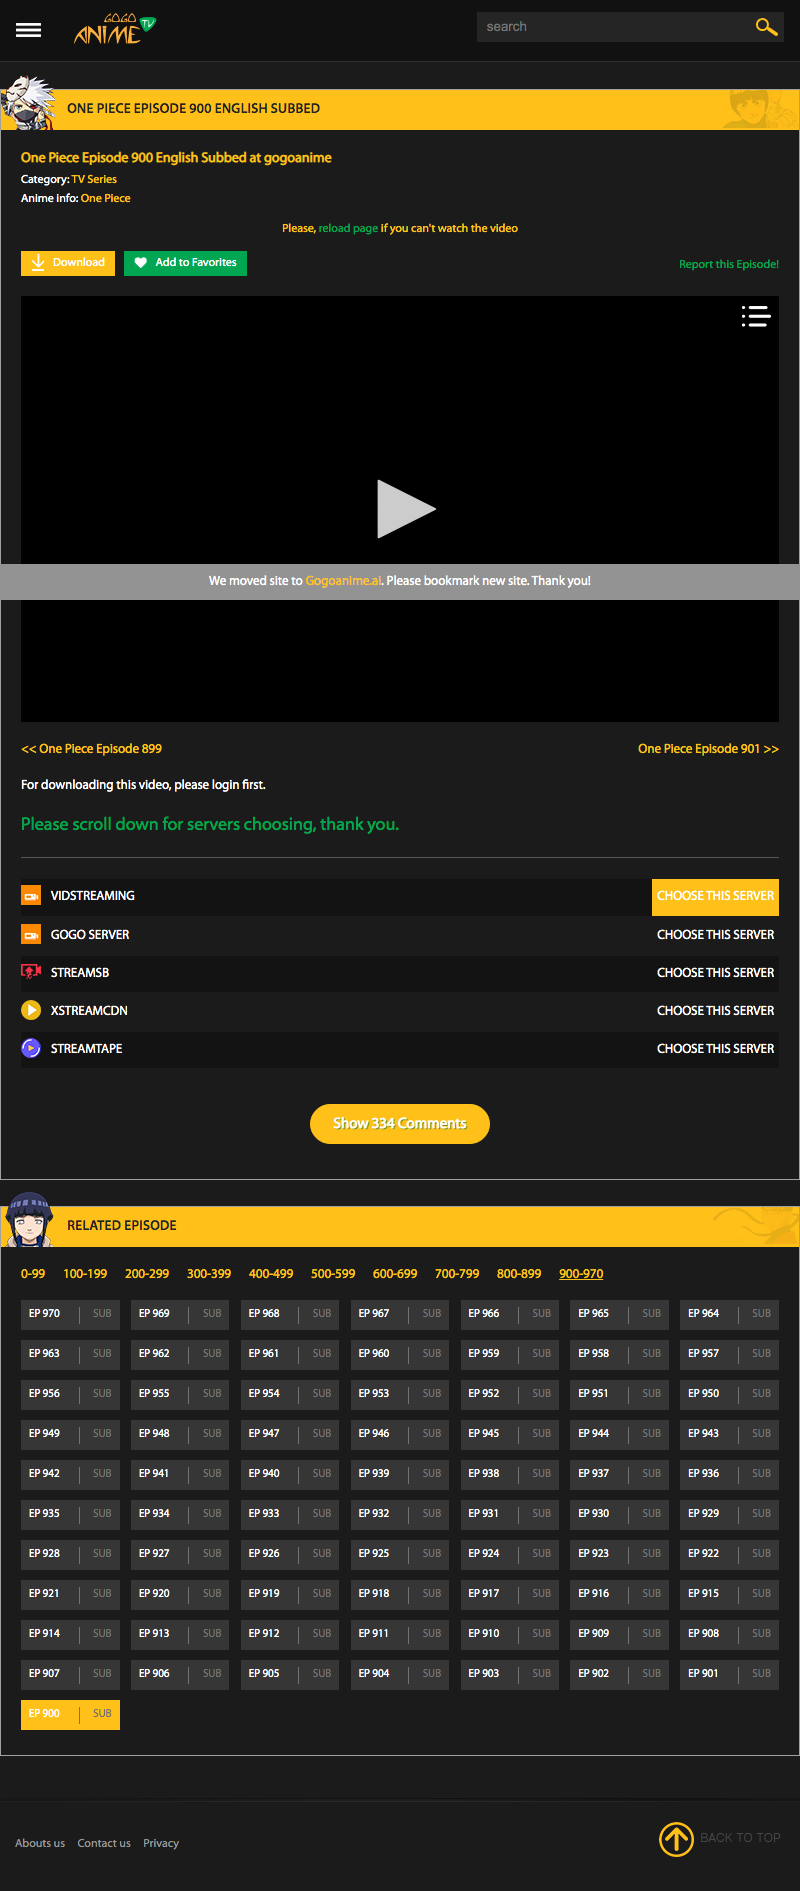 GOGO
ANIME TV
search
ONE PIECE EPISODE 900 ENGLISH SUBBED
One Piece Episode 900 English Subbed at gogoanime
Category: TV Series
Anime info: One Piece
Please, reload page if you can't watch the video
Download Add to Favorites Report this Episode!
We moved site to Gogoanime.ai. Please bookmark new site. Thank you!
<< One Piece Episode 899 One Piece Episode 901 >>
For downloading this video, please login first.
Please scroll down for servers choosing, thank you.
VIDSTREAMING CHOOSE THIS SERVER
GOGO SERVER CHOOSE THIS SERVER
STREAMSB CHOOSE THIS SERVER
XSTREAMCDN CHOOSE THIS SERVER
STREAMTAPE CHOOSE THIS SERVER
Show 334 Comments
RELATED EPISODE
0-99 100-199 200-299 300-399 400-499 500-599 600-699 700-799 800-899 900-970
EP 970 SUB EP 969 SUB EP 968 SUB EP 967 SUB EP 966 SUB EP 965 SUB EP 964 SUB
EP 963 SUB EP 962 SUB EP 961 SUB EP 960 SUB EP 959 SUB EP 958 SUB EP 957 SUB
EP 956 SUB EP 955 SUB EP 954 SUB EP 953 SUB EP 952 SUB EP 951 SUB EP 950 SUB
EP 949 SUB EP 948 SUB EP 947 SUB EP 946 SUB EP 945 SUB EP 944 SUB EP 943 SUB
EP 942 SUB EP 941 SUB EP 940 SUB EP 939 SUB EP 938 SUB EP 937 SUB EP 936 SUB
EP 935 SUB EP 934 SUB EP 933 SUB EP 932 SUB EP 931 SUB EP 930 SUB EP 929 SUB
EP 928 SUB EP 927 SUB EP 926 SUB EP 925 SUB EP 924 SUB EP 923 SUB EP 922 SUB
EP 921 SUB EP 920 SUB EP 919 SUB EP 918 SUB EP 917 SUB EP 916 SUB EP 915 SUB
EP 914 SUB EP 913 SUB EP 912 SUB EP 911 SUB EP 910 SUB EP 909 SUB EP 908 SUB
EP 907 SUB EP 906 SUB EP 905 SUB EP 904 SUB EP 903 SUB EP 902 SUB EP 901 SUB
EP 900 SUB
Abouts us Contact us Privacy BACK TO TOP